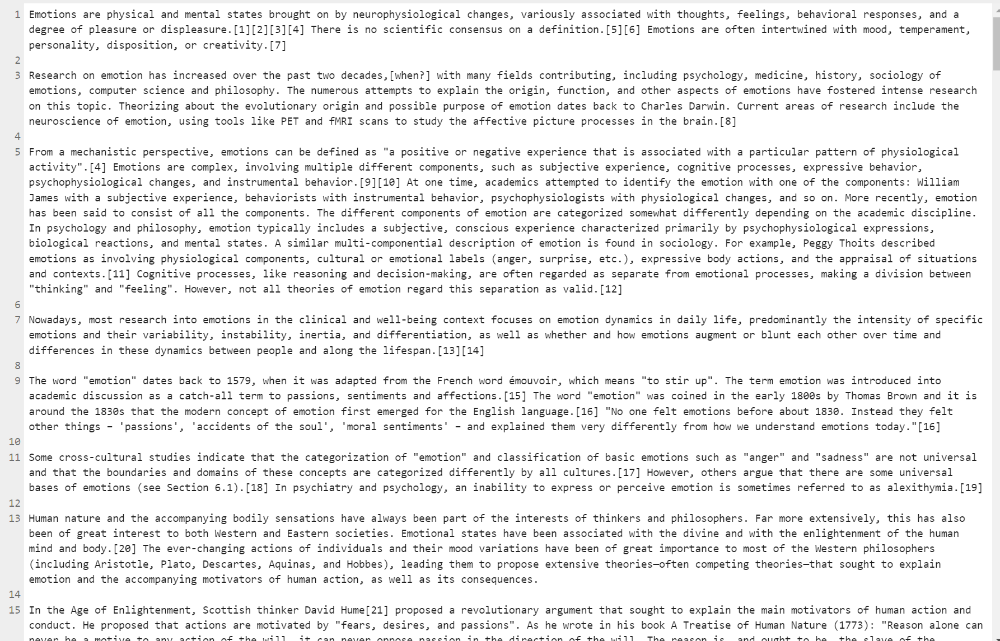 1 Emotions are physical and mental states brought on by neurophysiological changes, variously associated with thoughts, feelings, behavioral responses, and a
degree of pleasure or displeasure.[1][2][3][4] There is no scientific consensus on a definition.[5][6] Emotions are often intertwined with mood, temperament,
personality, disposition, or creativity.[7]
2
3 Research on emotion has increased over the past two decades,[when?] with many fields contributing, including psychology, medicine, history, sociology of
emotions, computer science and philosophy. The numerous attempts to explain the origin, function, and other aspects of emotions have fostered intense research
on this topic. Theorizing about the evolutionary origin and possible purpose of emotion dates back to Charles Darwin. Current areas of research include the
neuroscience of emotion, using tools like PET and fMRI scans to study the affective picture processes in the brain.[8]
4
5 From a mechanistic perspective, emotions can be defined as "a positive or negative experience that is associated with a particular pattern of physiological
activity".[4] Emotions are complex, involving multiple different components, such as subjective experience, cognitive processes, expressive behavior,
psychophysiological changes, and instrumental behavior.[9][10] At one time, academics attempted to identify the emotion with one of the components: William
James with a subjective experience, behaviorists with instrumental behavior, psychophysiologists with physiological changes, and so on. More recently, emotion
has been said to consist of all the components. The different components of emotion are categorized somewhat differently depending on the academic discipline.
In psychology and philosophy, emotion typically includes a subjective, conscious experience characterized primarily by psychophysiological expressions,
biological reactions, and mental states. A similar multi-componential description of emotion is found in sociology. For example, Peggy Thoits described
emotions as involving physiological components, cultural or emotional labels (anger, surprise, etc.), expressive body actions, and the appraisal of situations
and contexts.[11] Cognitive processes, like reasoning and decision-making, are often regarded as separate from emotional processes, making a division between
"thinking" and "feeling". However, not all theories of emotion regard this separation as valid.[12]
6
7 Nowadays, most research into emotions in the clinical and well-being context focuses on emotion dynamics in daily life, predominantly the intensity of specific
emotions and their variability, instability, inertia, and differentiation, as well as whether and how emotions augment or blunt each other over time and
differences in these dynamics between people and along the lifespan.[13][14]
8
9 The word "emotion" dates back to 1579, when it was adapted from the French word émouvoir, which means "to stir up". The term emotion was introduced into
academic discussion as a catch-all term to passions, sentiments and affections.[15] The word "emotion" was coined in the early 1800s by Thomas Brown and it is
around the 1830s that the modern concept of emotion first emerged for the English language.[16] "No one felt emotions before about 1830. Instead they felt
other things – 'passions', 'accidents of the soul', 'moral sentiments' – and explained them very differently from how we understand emotions today."[16]
10
11 Some cross-cultural studies indicate that the categorization of "emotion" and classification of basic emotions such as "anger" and "sadness" are not universal
and that the boundaries and domains of these concepts are categorized differently by all cultures.[17] However, others argue that there are some universal
bases of emotions (see Section 6.1).[18] In psychiatry and psychology, an inability to express or perceive emotion is sometimes referred to as alexithymia.[19]
12
13 Human nature and the accompanying bodily sensations have always been part of the interests of thinkers and philosophers. Far more extensively, this has also
been of great interest to both Western and Eastern societies. Emotional states have been associated with the divine and with the enlightenment of the human
mind and body.[20] The ever-changing actions of individuals and their mood variations have been of great importance to most of the Western philosophers
(including Aristotle, Plato, Descartes, Aquinas, and Hobbes), leading them to propose extensive theories—often competing theories—that sought to explain
emotion and the accompanying motivators of human action, as well as its consequences.
14
15 In the Age of Enlightenment, Scottish thinker David Hume[21] proposed a revolutionary argument that sought to explain the main motivators of human action and
conduct. He proposed that actions are motivated by "fears, desires, and passions". As he wrote in his book A Treatise of Human Nature (1773): "Reason alone can
never be a motive to any action of the will… it can never oppose passion in the direction of the will… The reason is, and ought to be, the slave of the